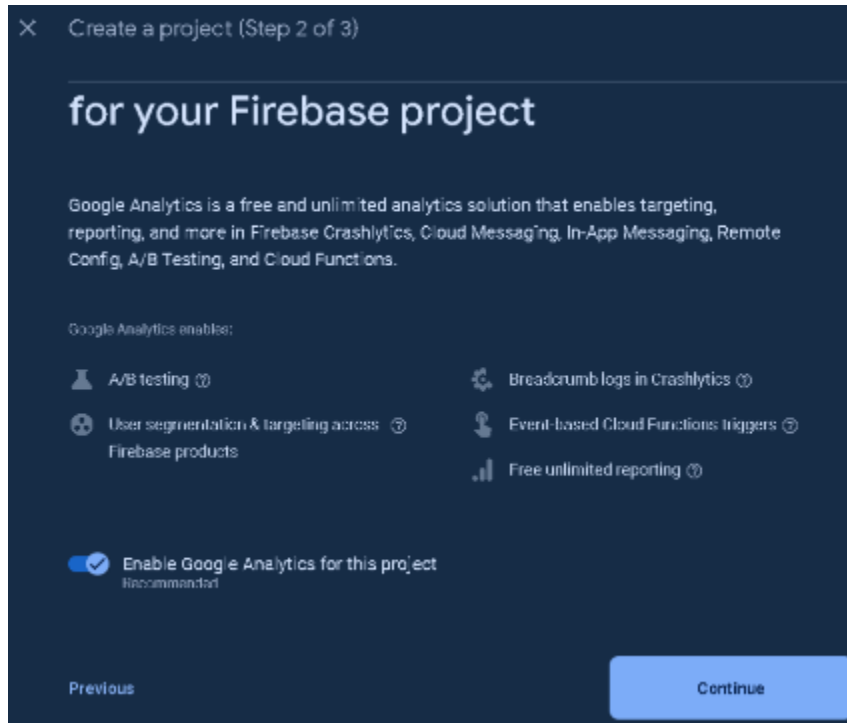 Create a project (Step 2 of 3)
for your Firebase project
Google Analytics is a free and unlimited analytics solution that enables targeting,
reporting, and more in Firebase Crashlytics, Cloud Messaging, In-App Messaging, Remote
Config, A/B Testing, and Cloud Functions.
Google Analytics enables:
A/B testing
User segmentation & targeting across
Firebase products
Breadcrumb logs in Crashlytics
Event-based Cloud Functions triggers
Free unlimited reporting
Enable Google Analytics for this project
Recommended
Previous
Continue